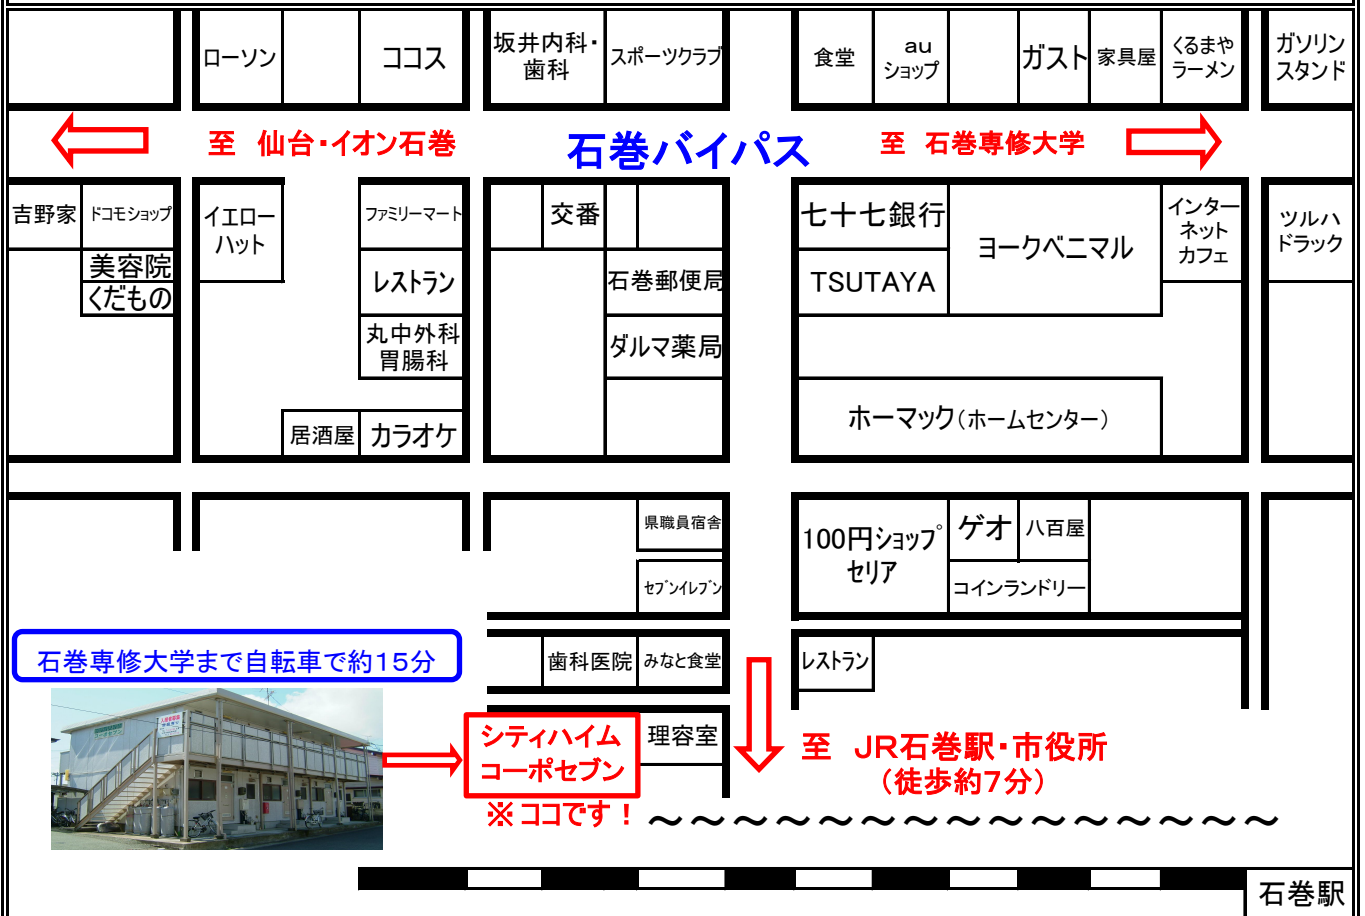 ローソン
ココス
坂井内科・
歯科
スポーツクラブ
食堂
au
ショップ
ガスト
家具屋
くるまや
ラーメン
ガソリン
スタンド
至 仙台・イオン石巻
石巻バイパス
至 石巻専修大学
吉野家
ドコモショップ
美容院
くだもの
イエロー
ハット
ファミリーマート
レストラン
丸中外科
胃腸科
居酒屋
カラオケ
交番
石巻郵便局
ダルマ薬局
七十七銀行
TSUTAYA
ヨークベニマル
インター
ネット
カフェ
ツルハ
ドラック
ホーマック(ホームセンター)
県職員宿舎
セブンイレブン
100円ショップ
セリア
ゲオ
八百屋
コインランドリー
石巻専修大学まで自転車で約15分
歯科医院
みなと食堂
レストラン
シティハイム
コーポセブン
理容室
※ココです!
至 JR石巻駅・市役所
(徒歩約7分)
~~~~~~~~~~~~~~~
石巻駅